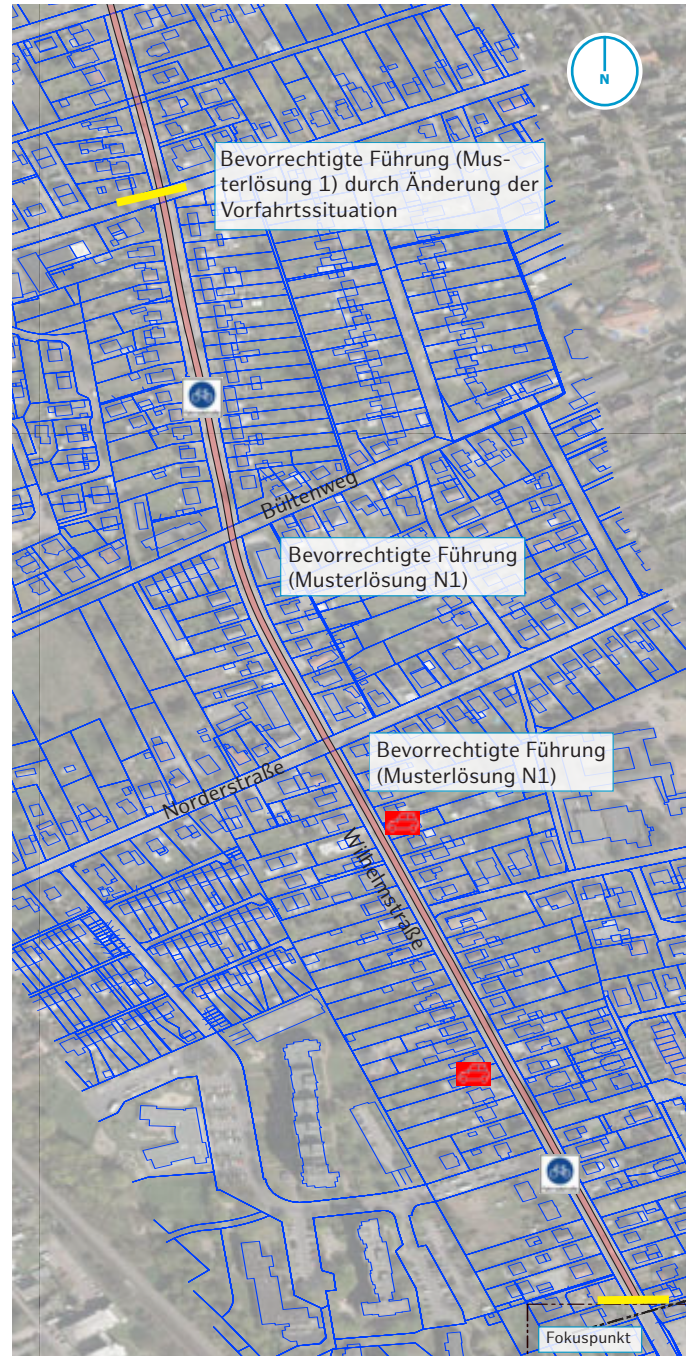 N
Bevorrechtigte Führung (Mus-
terlösung 1) durch Änderung der
Vorfahrtssituation
Bültenweg
Bevorrechtigte Führung
(Musterlösung N1)
Bevorrechtigte Führung
(Musterlösung N1)
Norderstraße
Wilhelmstraße
Fokuspunkt